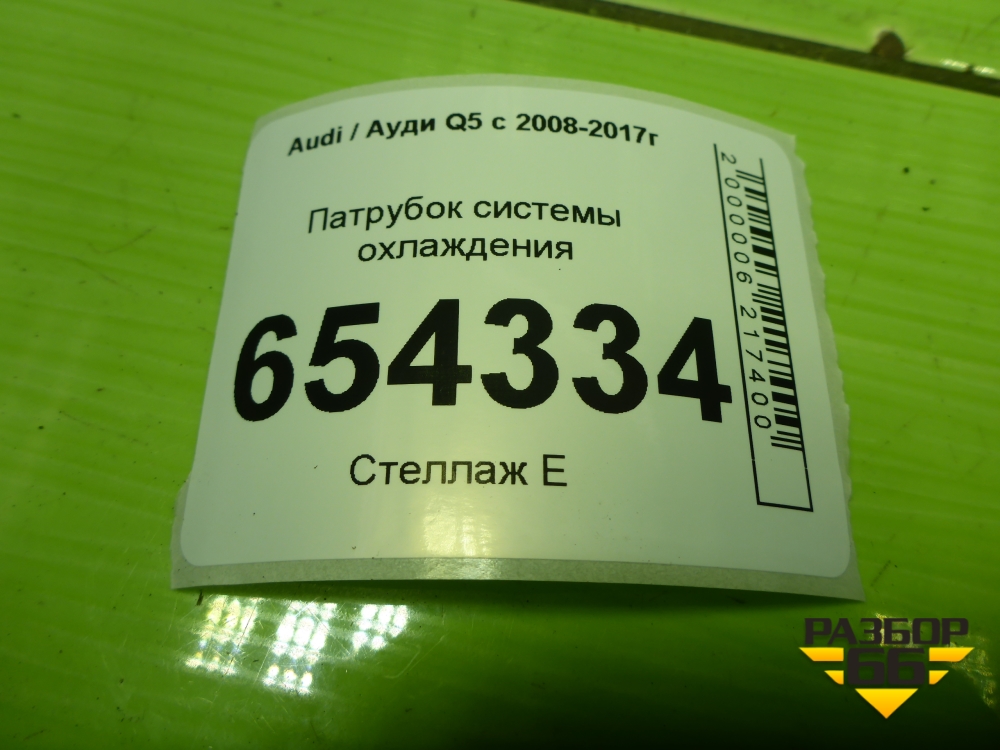 Audi / Ауди Q5 с 2008-2017г
Патрубок системы
охлаждения
654334
Стеллаж Е
2000006217400
РАЗБОР
66